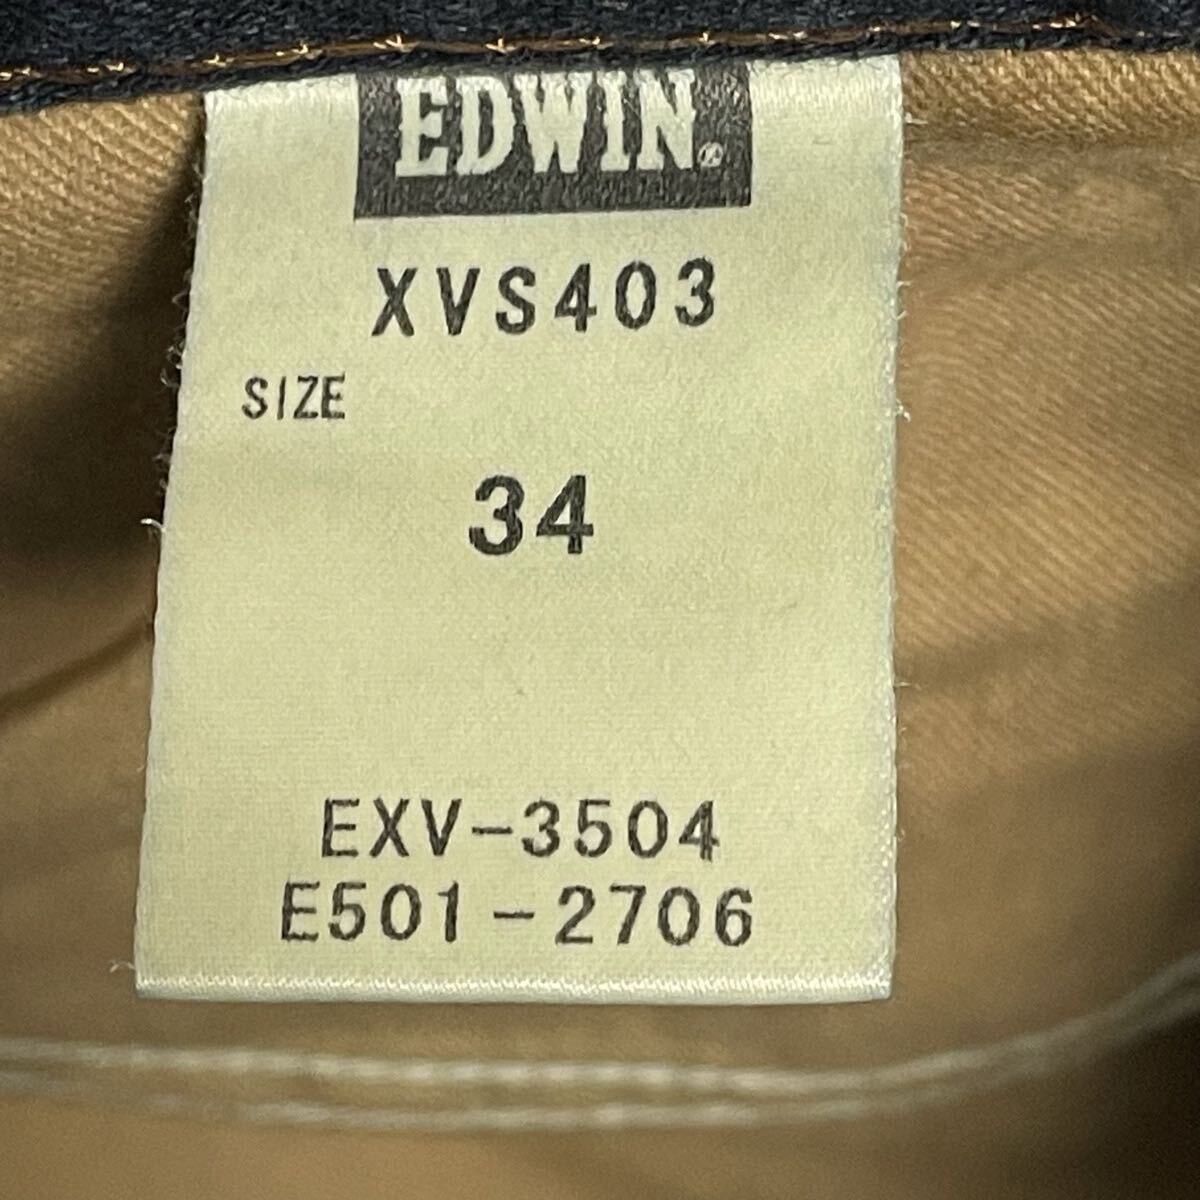 EDWIN®
XVS403
SIZE
34
EXV-3504
E501-2706